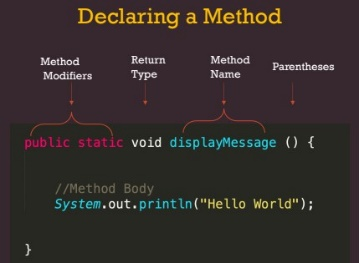 Declaring a Method
Method Modifiers
Return Type
Method Name
Parentheses
public static void displayMessage () {
//Method Body
System.out.println("Hello World");
}